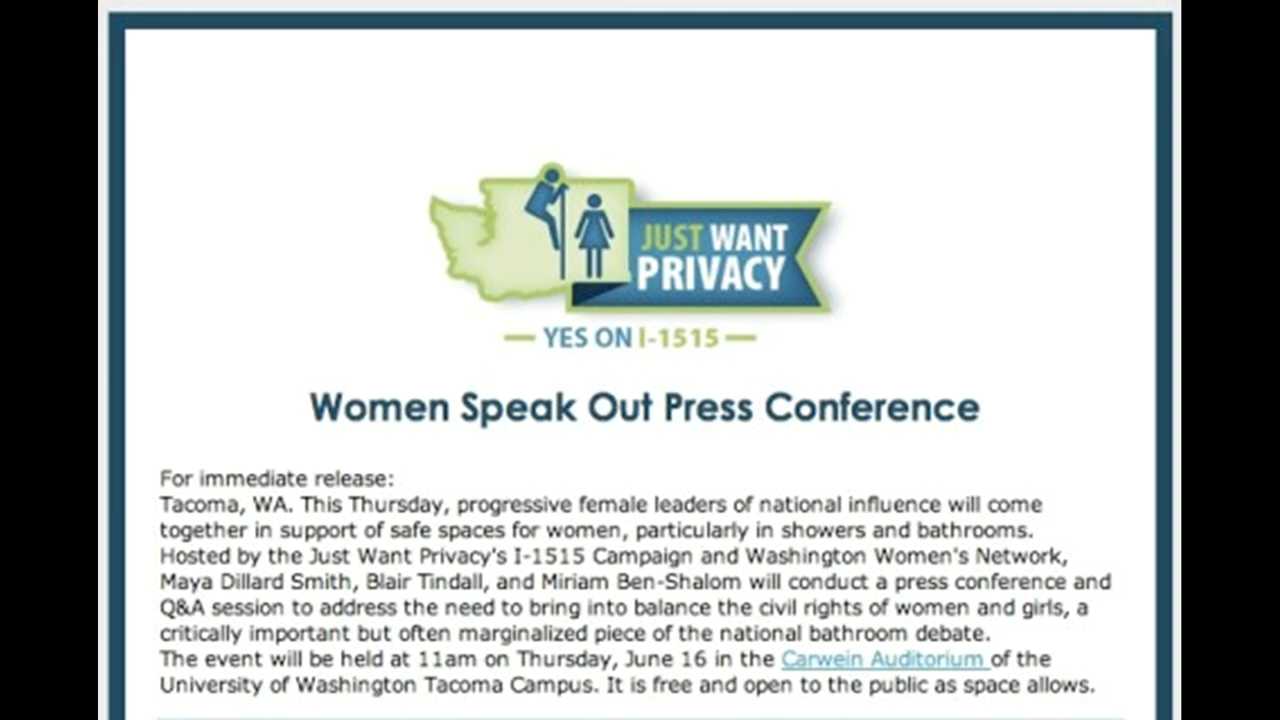 JUST WANT
PRIVACY
YES ON I-1515
Women Speak Out Press Conference
For immediate release:
Tacoma, WA. This Thursday, progressive female leaders of national influence will come
together in support of safe spaces for women, particularly in showers and bathrooms.
Hosted by the Just Want Privacy's I-1515 Campaign and Washington Women's Network,
Maya Dillard Smith, Blair Tindall, and Miriam Ben-Shalom will conduct a press conference and
Q&A session to address the need to bring into balance the civil rights of women and girls, a
critically important but often marginalized piece of the national bathroom debate.
The event will be held at 11am on Thursday, June 16 in the Carwein Auditorium of the
University of Washington Tacoma Campus. It is free and open to the public as space allows.